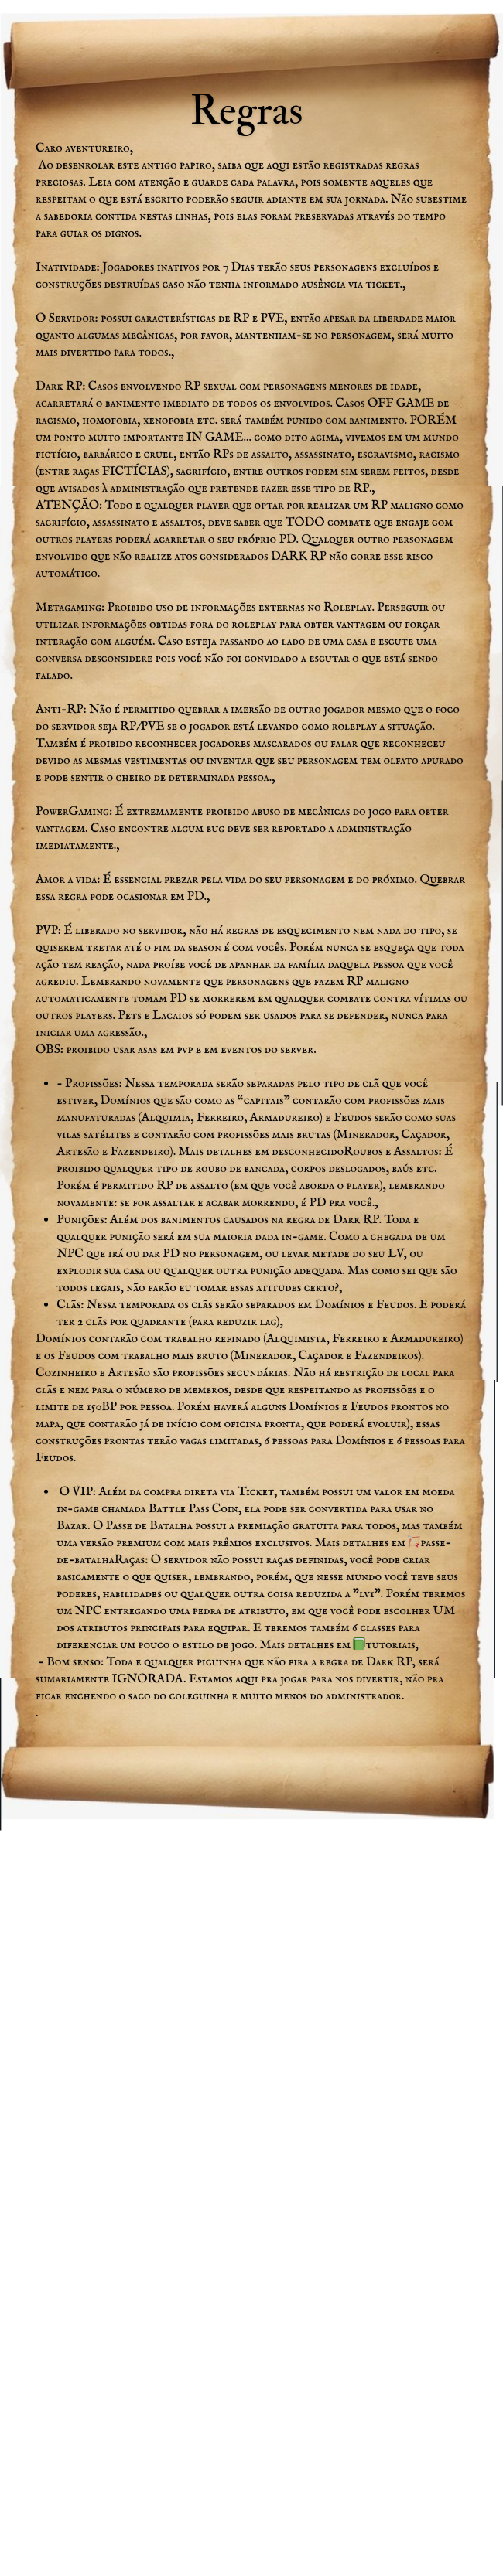 Regras
Caro aventureiro,
Ao desenrolar este antigo papiro, saiba que aqui estão registradas regras
preciosas. Leia com atenção e guarde cada palavra, pois somente aqueles que
respeitam o que está escrito poderão seguir adiante em sua jornada. Não subestime
a sabedoria contida nestas linhas, pois elas foram preservadas através do tempo
para guiar os dignos.
Inatividade: Jogadores inativos por 7 Dias terão seus personagens excluídos e
construções destruídas caso não tenha informado ausência via ticket.,
O Servidor: possui características de RP e PVE, então apesar da liberdade maior
quanto algumas mecânicas, por favor, mantenham-se no personagem, será muito
mais divertido para todos.,
Dark RP: Casos envolvendo RP sexual com personagens menores de idade,
acarretará o banimento imediato de todos os envolvidos. Casos OFF GAME de
racismo, homofobia, xenofobia etc. será também punido com banimento. PORÉM
um ponto muito importante IN GAME... como dito acima, vivemos em um mundo
fictício, barbárico e cruel, então RPs de assalto, assassinato, escravismo, racismo
(entre raças FICTÍCIAS), sacrifício, entre outros podem sim serem feitos, desde
que avisados à administração que pretende fazer esse tipo de RP.,
ATENÇÃO: Todo e qualquer player que optar por realizar um RP maligno como
sacrifício, assassinato e assaltos, deve saber que TODO combate que engaje com
outros players poderá acarretar o seu próprio PD. Qualquer outro personagem
envolvido que não realize atos considerados DARK RP não corre esse risco
automático.
Metagaming: Proibido uso de informações externas no Roleplay. Perseguir ou
utilizar informações obtidas fora do roleplay para obter vantagem ou forçar
interação com alguém. Caso esteja passando ao lado de uma casa e escute uma
conversa desconsidere pois você não foi convidado a escutar o que está sendo
falado.
Anti-RP: Não é permitido quebrar a imersão de outro jogador mesmo que o foco
do servidor seja RP/PVE se o jogador está levando como roleplay a situação.
Também é proibido reconhecer jogadores mascarados ou falar que reconheceu
devido as mesmas vestimentas ou inventar que seu personagem tem olfato apurado
e pode sentir o cheiro de determinada pessoa.,
PowerGaming: É extremamente proibido abuso de mecânicas do jogo para obter
vantagem. Caso encontre algum bug deve ser reportado a administração
imediatamente.,
Amor a vida: É essencial prezar pela vida do seu personagem e do próximo. Quebrar
essa regra pode ocasionar em PD.,
PVP: É liberado no servidor, não há regras de esquecimento nem nada do tipo, se
quiserem tretar até o fim da season é com vocês. Porém nunca se esqueça que toda
ação tem reação, nada proíbe você de apanhar da família daquela pessoa que você
agrediu. Lembrando novamente que personagens que fazem RP maligno
automaticamente tomam PD se morrerem em qualquer combate contra vítimas ou
outros players. Pets e Lacaios só podem ser usados para se defender, nunca para
iniciar uma agressão.,
OBS: proibido usar asas em pvp e em eventos do server.
• - Profissões: Nessa temporada serão separadas pelo tipo de clã que você
estiver, Domínios que são como as “capitais” contarão com profissões mais
manufaturadas (Alquimia, Ferreiro, Armadureiro) e Feudos serão como suas
vilas satélites e contarão com profissões mais brutas (Minerador, Caçador,
Artesão e Fazendeiro). Mais detalhes em desconhecidoRoubos e Assaltos: É
proibido qualquer tipo de roubo de bancada, corpos deslogados, baús etc.
Porém é permitido RP de assalto (em que você aborda o player), lembrando
novamente: se for assaltar e acabar morrendo, é PD pra você.,
• Punições: Além dos banimentos causados na regra de Dark RP. Toda e
qualquer punição será em sua maioria dada in-game. Como a chegada de um
NPC que irá ou dar PD no personagem, ou levar metade do seu LV, ou
explodir sua casa ou qualquer outra punição adequada. Mas como sei que são
todos legais, não farão eu tomar essas atitudes certo?,
• Clãs: Nessa temporada os clãs serão separados em Domínios e Feudos. E poderá
ter 2 clãs por quadrante (para reduzir lag),
Domínios contarão com trabalho refinado (Alquimista, Ferreiro e Armadureiro)
e os Feudos com trabalho mais bruto (Minerador, Caçador e Fazendeiros).
Cozinheiro e Artesão são profissões secundárias. Não há restrição de local para
clãs e nem para o número de membros, desde que respeitando as profissões e o
limite de 150BP por pessoa. Porém haverá alguns Domínios e Feudos prontos no
mapa, que contarão já de início com oficina pronta, que poderá evoluir), essas
construções prontas terão vagas limitadas, 6 pessoas para Domínios e 6 pessoas para
Feudos.
• O VIP: Além da compra direta via Ticket, também possui um valor em moeda
in-game chamada Battle Pass Coin, ela pode ser convertida para usar no
Bazar. O Passe de Batalha possui a premiação gratuita para todos, mas também
uma versão premium com mais prêmios exclusivos. Mais detalhes em passe-
de-batalhaRaças: O servidor não possui raças definidas, você pode criar
basicamente o que quiser, lembrando, porém, que nesse mundo você teve seus
poderes, habilidades ou qualquer outra coisa reduzida a "lv1". Porém teremos
um NPC entregando uma pedra de atributo, em que você pode escolher UM
dos atributos principais para equipar. E teremos também 6 classes para
diferenciar um pouco o estilo de jogo. Mais detalhes em tutoriais,
- Bom senso: Toda e qualquer picuinha que não fira a regra de Dark RP, será
sumariamente IGNORADA. Estamos aqui pra jogar para nos divertir, não pra
ficar enchendo o saco do coleguinha e muito menos do administrador.
.